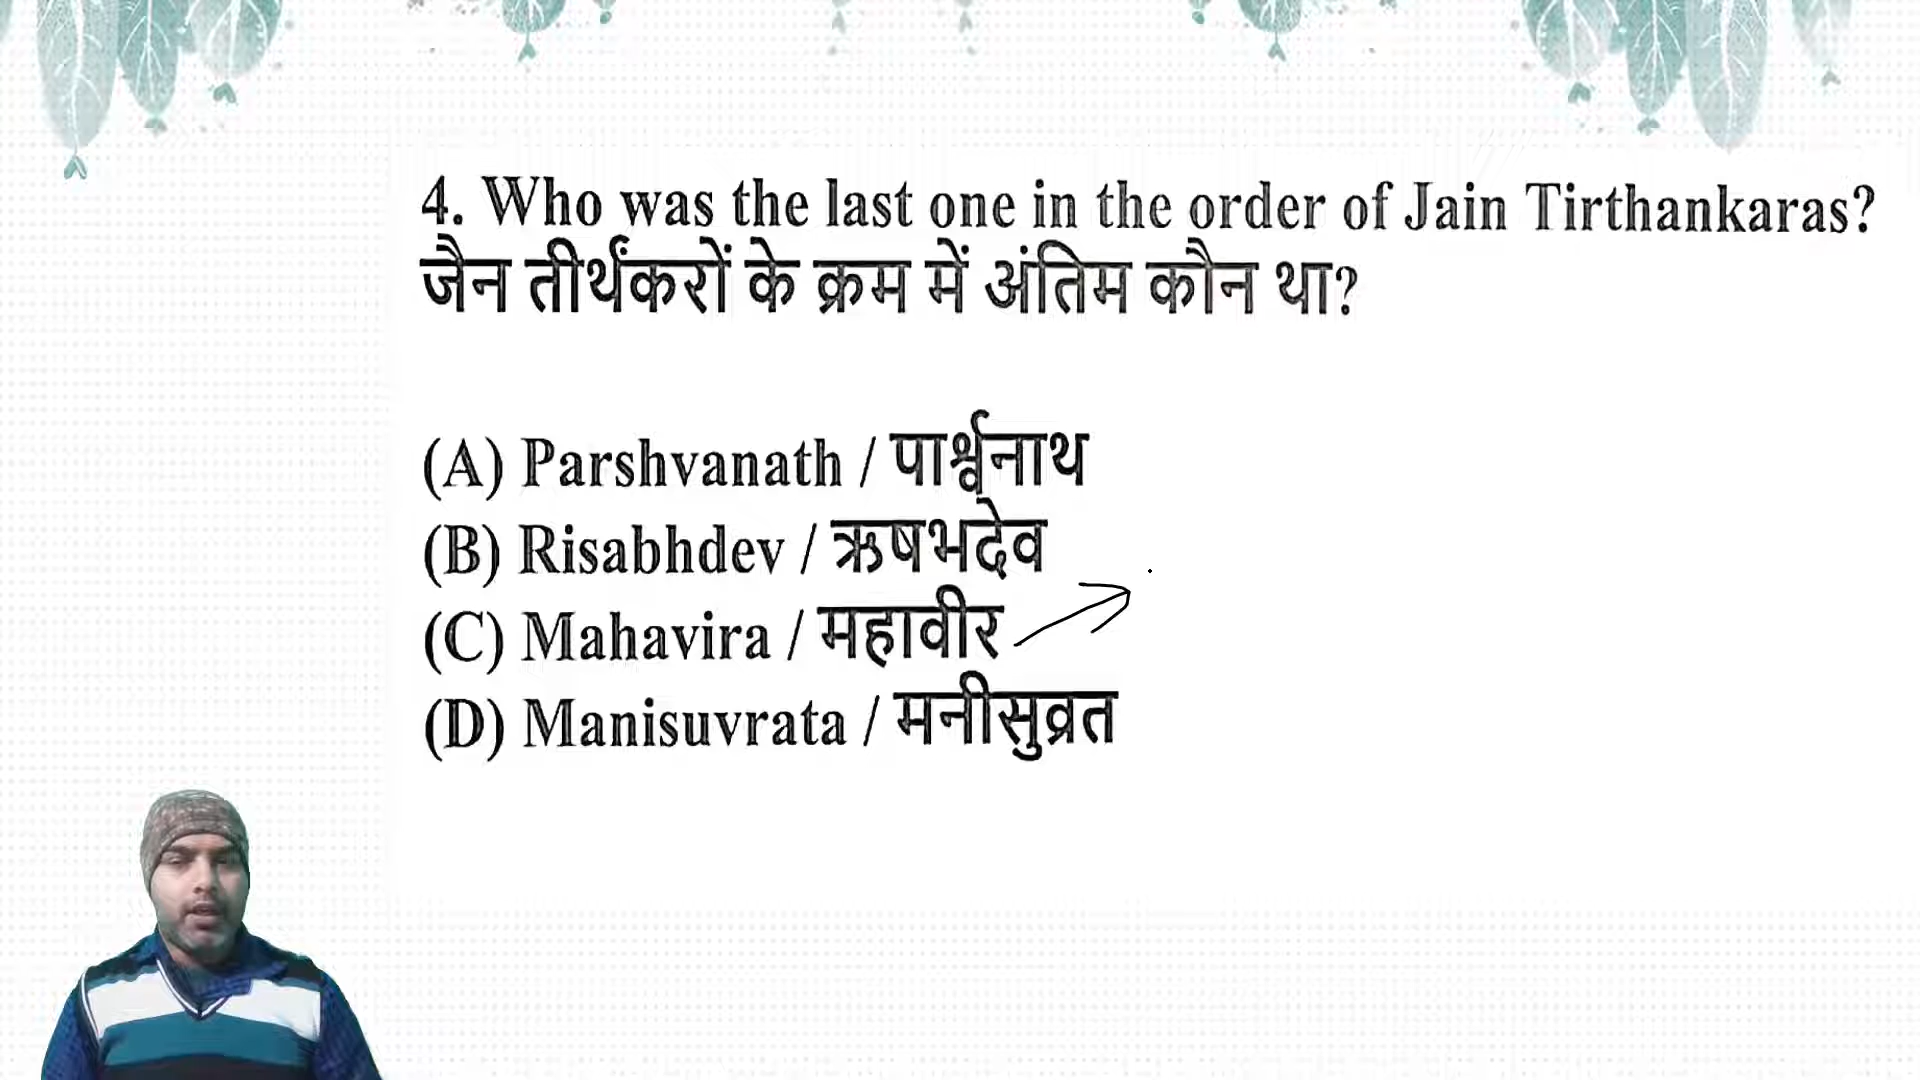 4. Who was the last one in the order of Jain Tirthankaras?
जैन तीर्थंकरों के क्रम में अंतिम कौन था?
(A) Parshvanath / पार्श्वनाथ
(B) Risabhdev / ऋषभदेव
(C) Mahavira / महावीर
(D) Manisuvrata / मनीसुव्रत